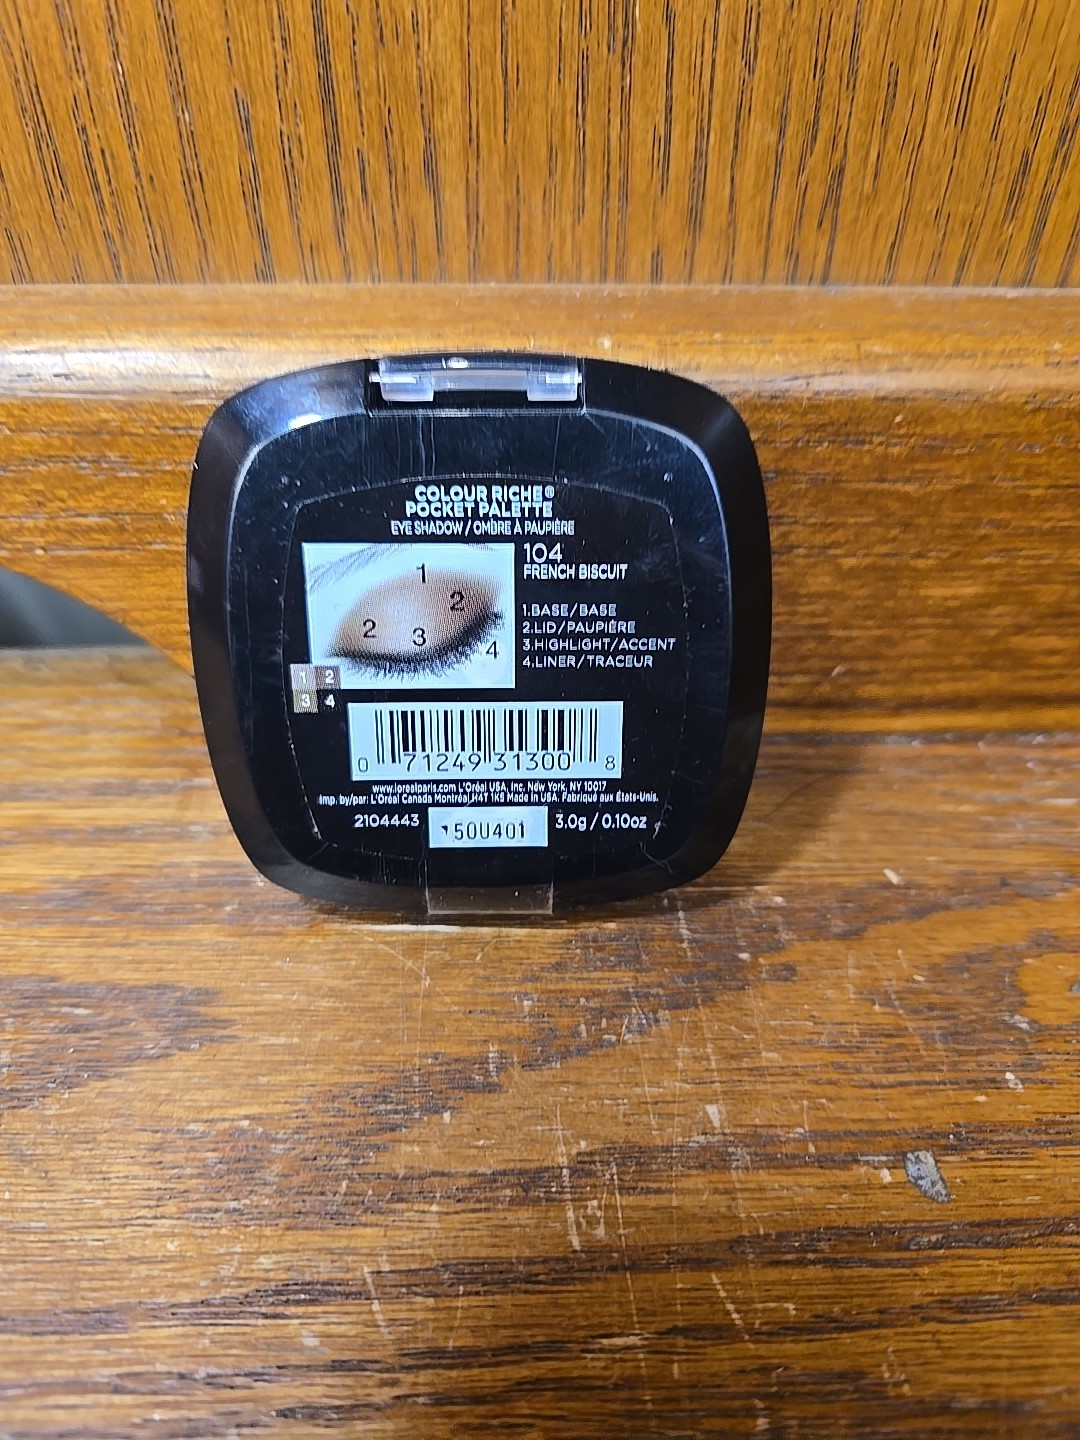 COLOUR RICHE®
POCKET PALETTE
EYE SHADOW / OMBRE À PAUPIÈRE
104
FRENCH BISCUIT
1
2
2
3
4
1.BASE/BASE
2.LID/PAUPIÈRE
3.HIGHLIGHT/ACCENT
4.LINER/TRACEUR
1 2
3 4
0 71249 31300 8
www.lorealparis.com L'Oréal USA, Inc. New York, NY 10017
Imp. by/par: L'Oréal Canada Montréal H4T 1K5 Made in USA. Fabriqué aux États-Unis.
2104443 50U401 3.0g / 0.10oz